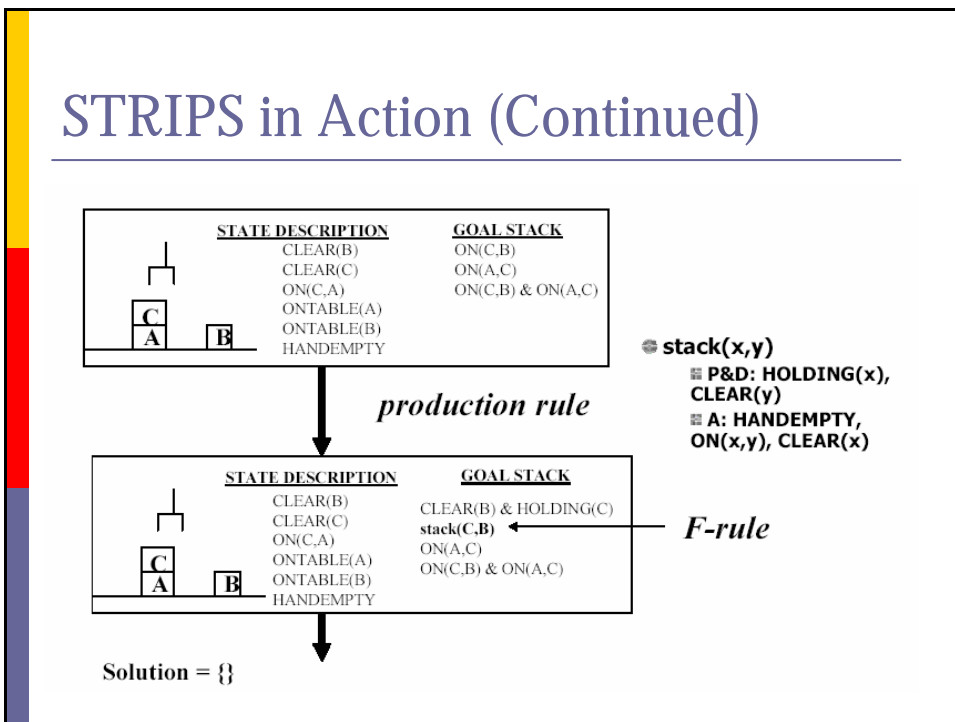 STRIPS in Action (Continued)
STATE DESCRIPTION
CLEAR(B)
CLEAR(C)
ON(C,A)
ONTABLE(A)
ONTABLE(B)
HANDEMPTY
GOAL STACK
ON(C,B)
ON(A,C)
ON(C,B) & ON(A,C)
C
A
B
production rule
stack(x,y)
P&D: HOLDING(x),
CLEAR(y)
A: HANDEMPTY,
ON(x,y), CLEAR(x)
STATE DESCRIPTION
CLEAR(B)
CLEAR(C)
ON(C,A)
ONTABLE(A)
ONTABLE(B)
HANDEMPTY
GOAL STACK
CLEAR(B) & HOLDING(C)
stack(C,B)
ON(A,C)
ON(C,B) & ON(A,C)
C
A
B
F-rule
Solution = {}